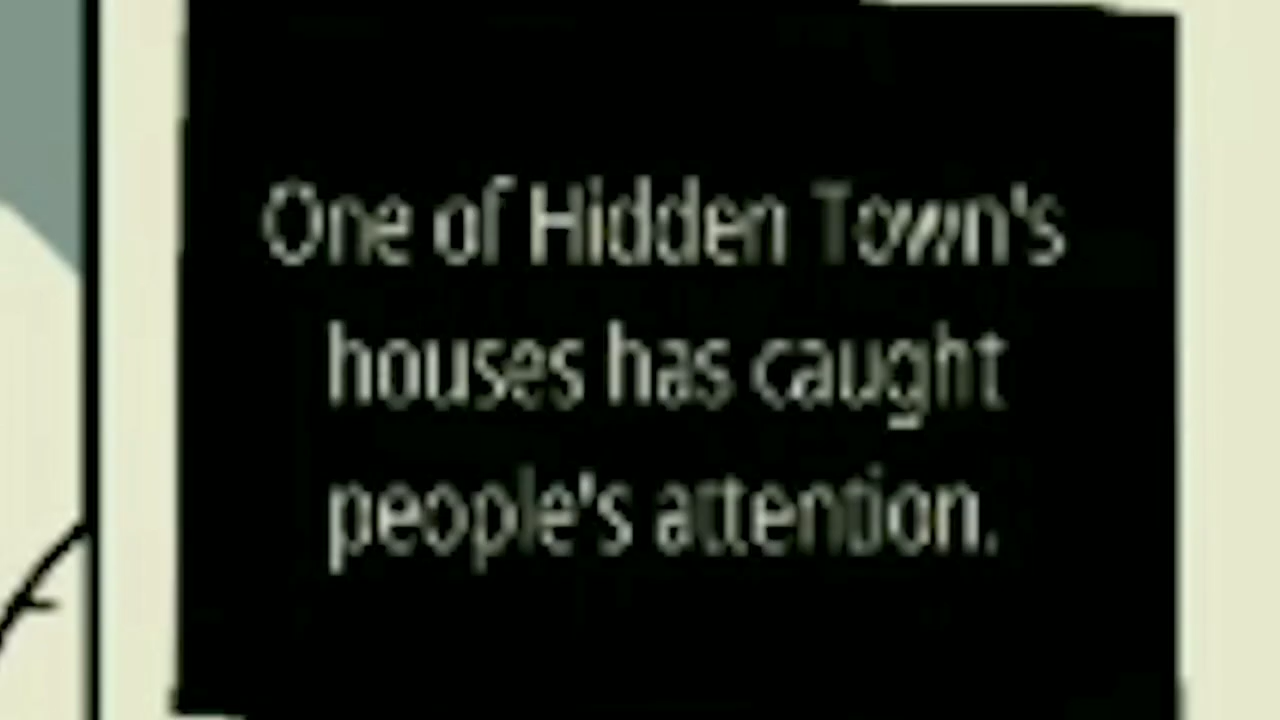 One of Hidden Town's
houses has caught
people's attention.